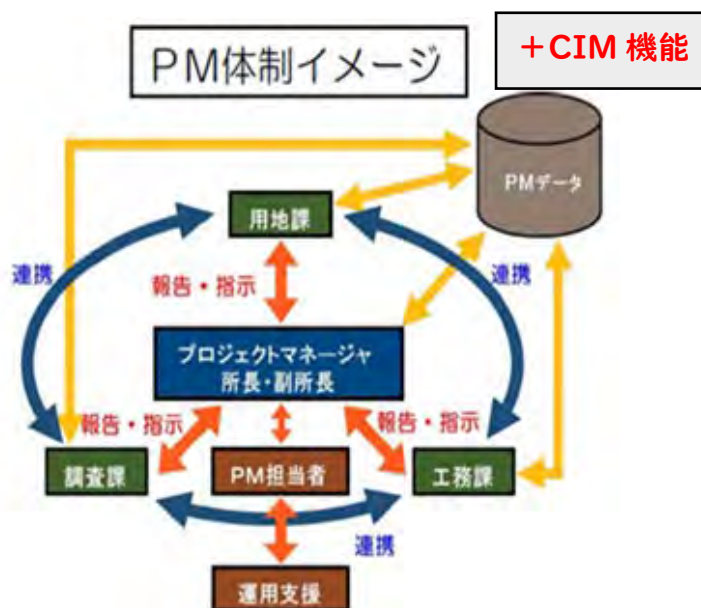 PM体制イメージ
＋CIM 機能
PMデータ
用地課
連携
連携
報告・指示
プロジェクトマネージャ
所長・副所長
報告・指示
報告・指示
調査課
PM担当者
工務課
連携
運用支援